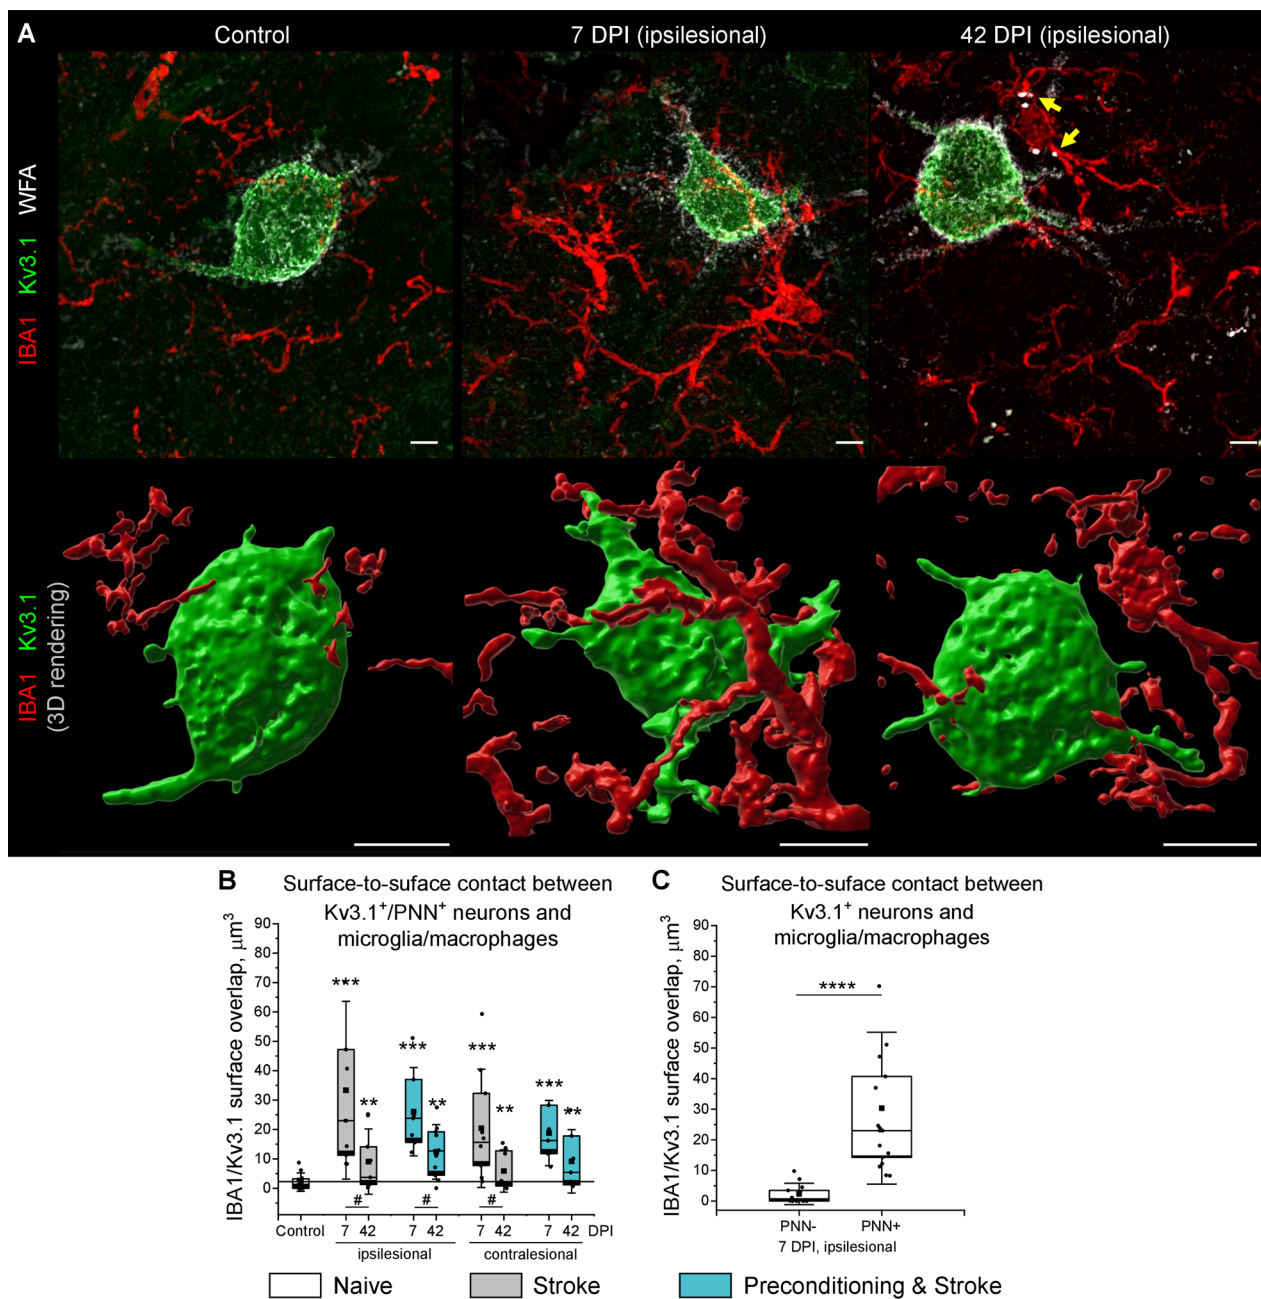 A
Control
7 DPI (ipsilesional)
42 DPI (ipsilesional)
IBA1 Kv3.1 WFA
IBA1 Kv3.1
(3D rendering)
B
Surface-to-suface contact between
Kv3.1+/PNN+ neurons and
microglia/macrophages
IBA1/Kv3.1 surface overlap, μm3
90
80
70
60
50
40
30
20
10
0
***
**
***
**
***
**
***
**
# # #
Control 7 42 7 42 7 42 7 42 DPI
ipsilesional contralesional
C
Surface-to-suface contact between
Kv3.1+ neurons and
microglia/macrophages
IBA1/Kv3.1 surface overlap, μm3
90
80
70
60
50
40
30
20
10
0
****
PNN- PNN+
7 DPI, ipsilesional
Naive Stroke Preconditioning & Stroke